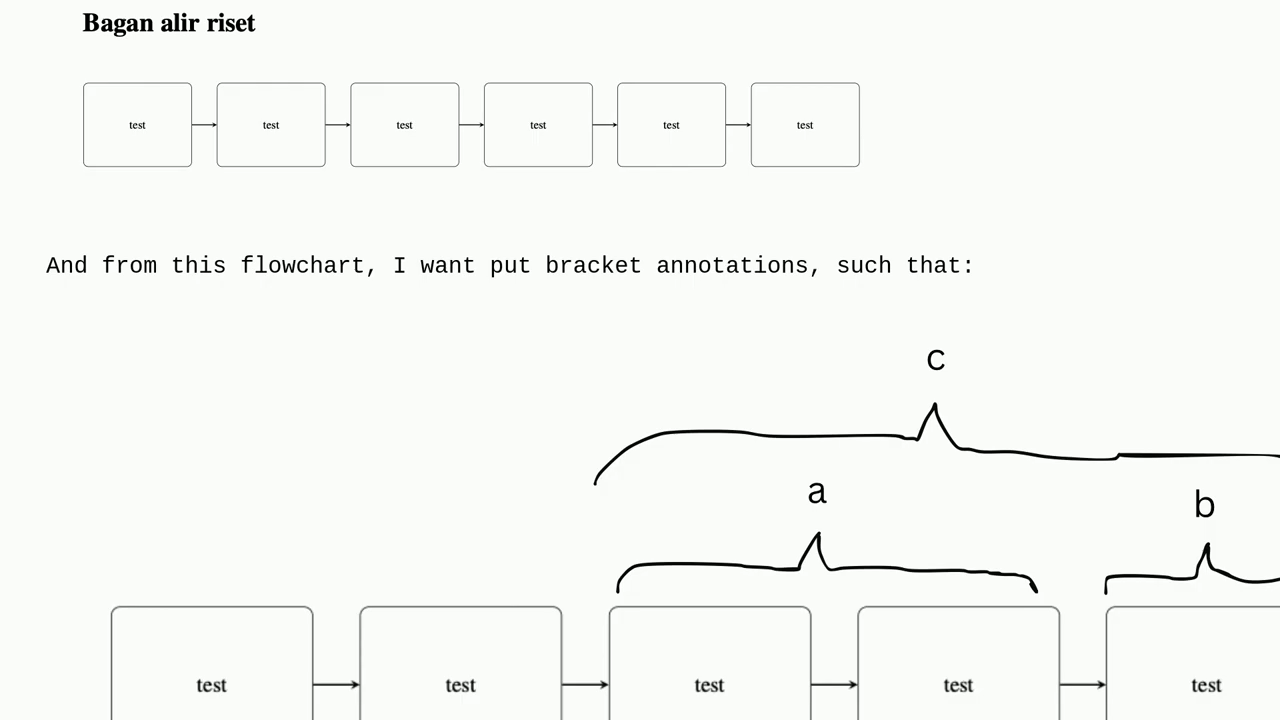 Bagan alir riset
test test test test test test
And from this flowchart, I want put bracket annotations, such that:
c
a
b
test test test test test